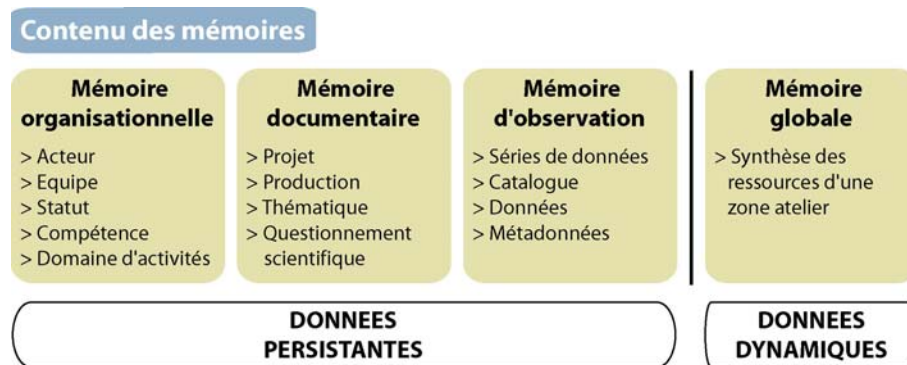 Contenu des mémoires
Mémoire
organisationnelle
> Acteur
> Equipe
> Statut
> Compétence
> Domaine d'activités
Mémoire
documentaire
> Projet
> Production
> Thématique
> Questionnement
scientifique
Mémoire
d'observation
> Séries de données
> Catalogue
> Données
> Métadonnées
Mémoire
globale
> Synthèse des
ressources d'une
zone atelier
DONNEES
PERSISTANTES
DONNEES
DYNAMIQUES